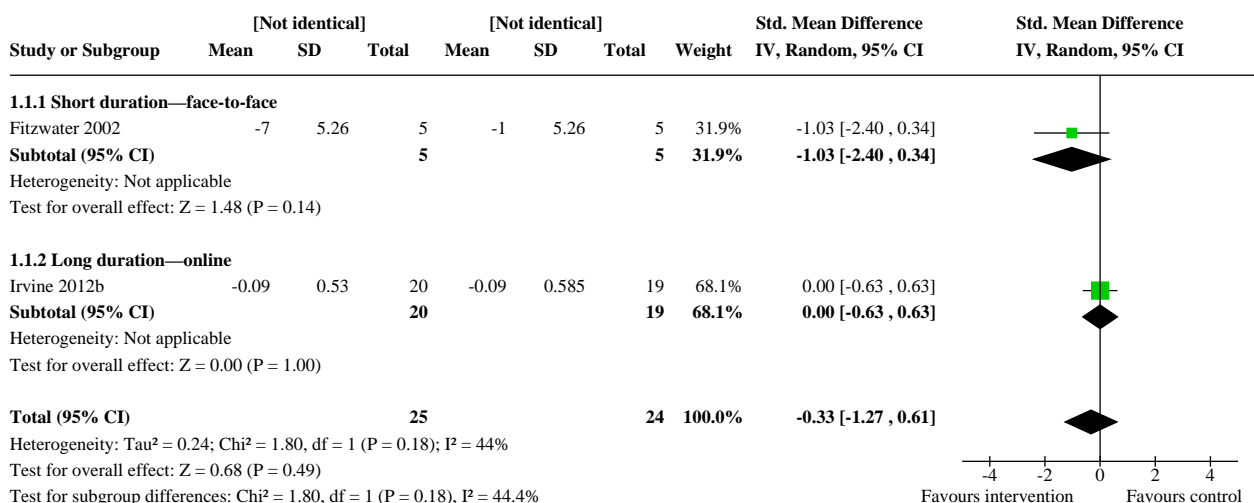 [Not identical] [Not identical] Std. Mean Difference Std. Mean Difference
Study or Subgroup Mean SD Total Mean SD Total Weight IV, Random, 95% CI IV, Random, 95% CI
1.1.1 Short duration—face-to-face
Fitzwater 2002 -7 5.26 5 -1 5.26 5 31.9% -1.03 [-2.40 , 0.34]
Subtotal (95% CI) 5 5 31.9% -1.03 [-2.40 , 0.34]
Heterogeneity: Not applicable
Test for overall effect: Z = 1.48 (P = 0.14)
1.1.2 Long duration—online
Irvine 2012b -0.09 0.53 20 -0.09 0.585 19 68.1% 0.00 [-0.63 , 0.63]
Subtotal (95% CI) 20 19 68.1% 0.00 [-0.63 , 0.63]
Heterogeneity: Not applicable
Test for overall effect: Z = 0.00 (P = 1.00)
Total (95% CI) 25 24 100.0% -0.33 [-1.27 , 0.61]
Heterogeneity: Tau² = 0.24; Chi² = 1.80, df = 1 (P = 0.18); I² = 44%
Test for overall effect: Z = 0.68 (P = 0.49)
-4 -2 0 2 4
Test for subgroup differences: Chi² = 1.80, df = 1 (P = 0.18), I² = 44.4% Favours intervention Favours control